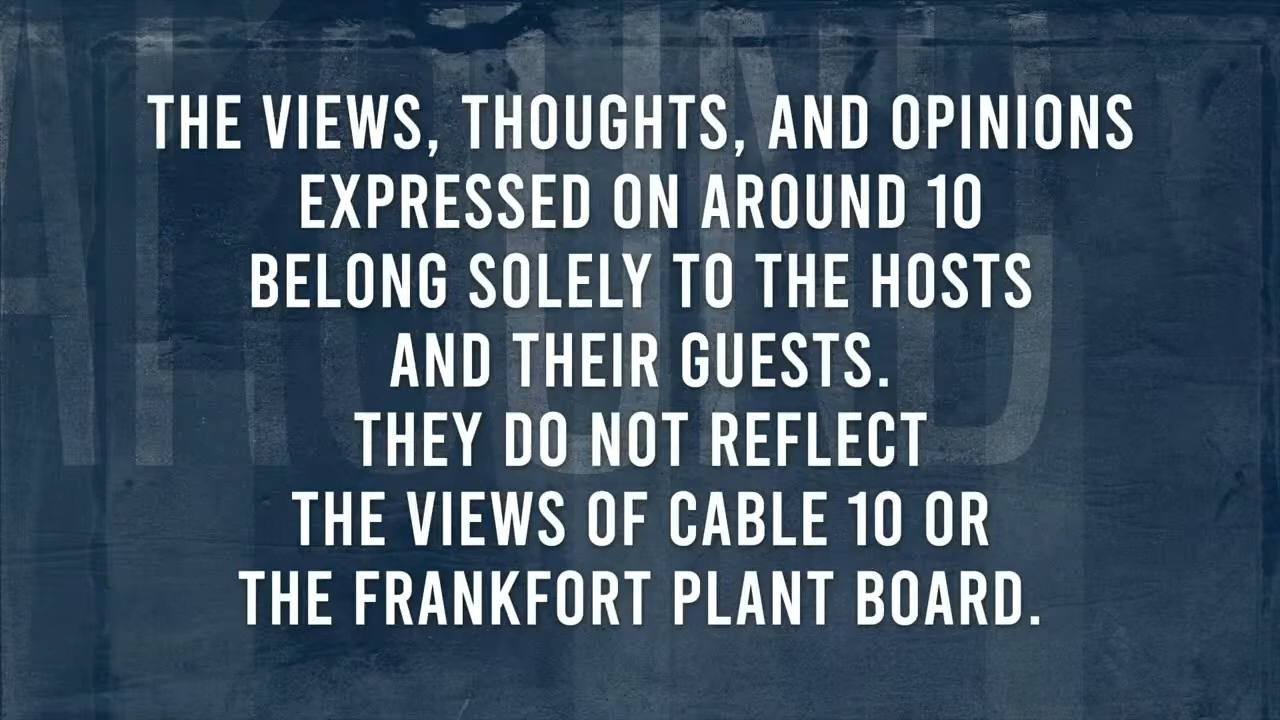 THE VIEWS, THOUGHTS, AND OPINIONS
EXPRESSED ON AROUND 10
BELONG SOLELY TO THE HOSTS
AND THEIR GUESTS.
THEY DO NOT REFLECT
THE VIEWS OF CABLE 10 OR
THE FRANKFORT PLANT BOARD.